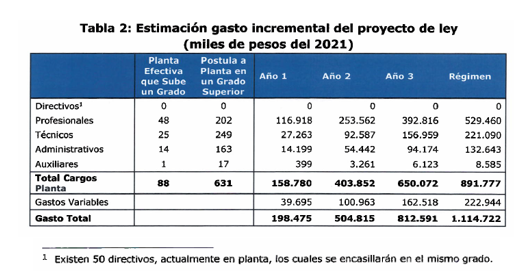 Tabla 2: Estimación gasto incremental del proyecto de ley
(miles de pesos del 2021)
Planta Efectiva que Sube un Grado Postula a Planta en un Grado Superior Año 1 Año 2 Año 3 Régimen
Directivos¹ 0 0 0 0 0 0
Profesionales 48 202 116.918 253.562 392.816 529.460
Técnicos 25 249 27.263 92.587 156.959 221.090
Administrativos 14 163 14.199 54.442 94.174 132.643
Auxiliares 1 17 399 3.261 6.123 8.585
Total Cargos Planta 88 631 158.780 403.852 650.072 891.777
Gastos Variables 39.695 100.963 162.518 222.944
Gasto Total 198.475 504.815 812.591 1.114.722
¹ Existen 50 directivos, actualmente en planta, los cuales se encasillarán en el mismo grado.